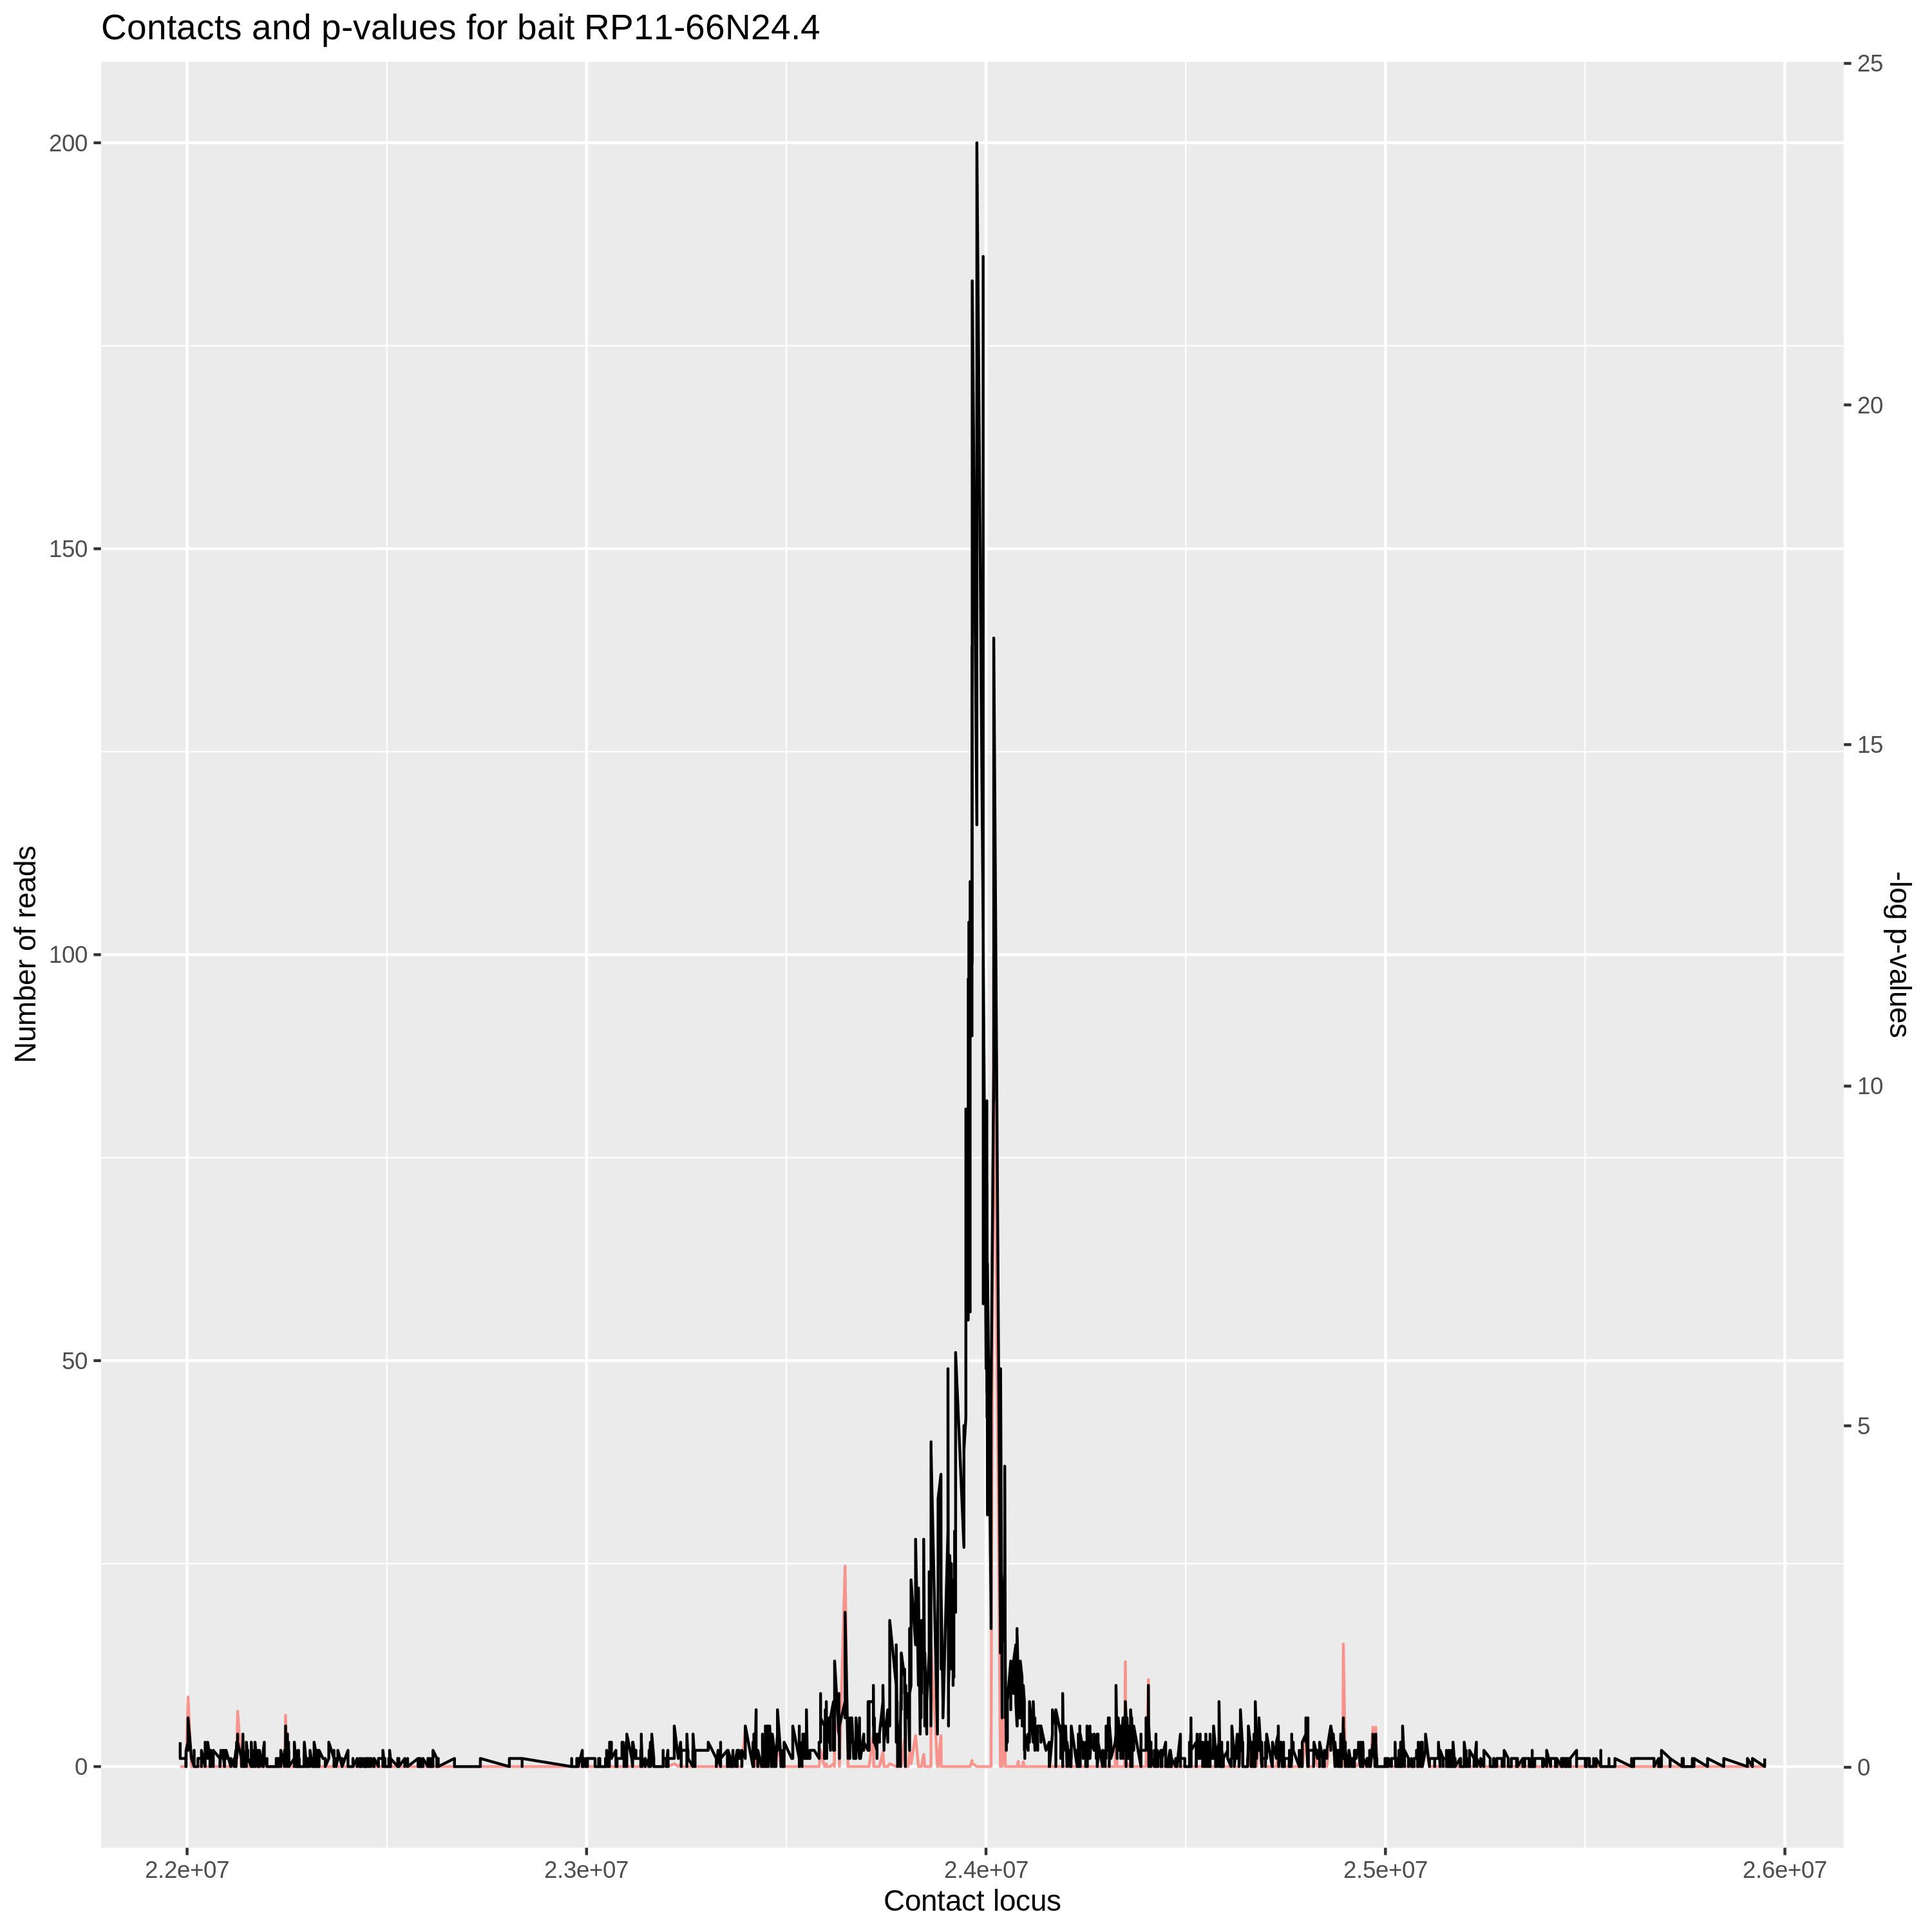 Contacts and p-values for bait RP11-66N24.4
200
150
100
50
0
Number of reads
25
20
15
10
5
0
-log p-values
2.2e+07 2.3e+07 2.4e+07 2.5e+07 2.6e+07
Contact locus